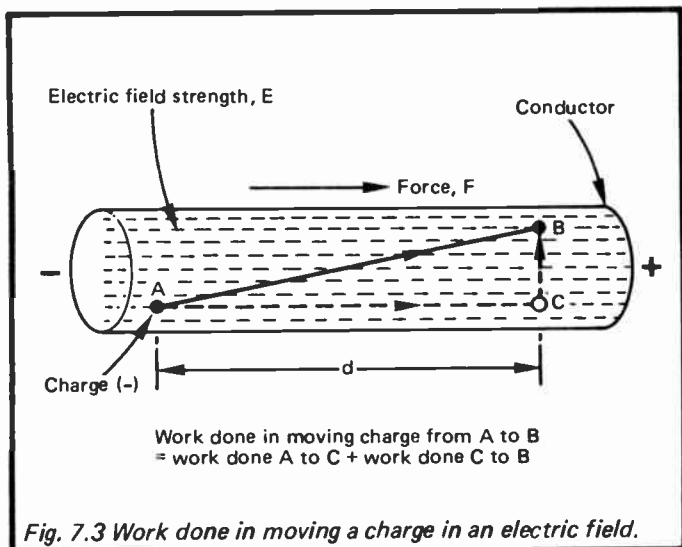 Electric field strength, E
Conductor
Force, F
B
−
A
C
+
Charge (-)
d
Work done in moving charge from A to B
= work done A to C + work done C to B
Fig. 7.3 Work done in moving a charge in an electric field.